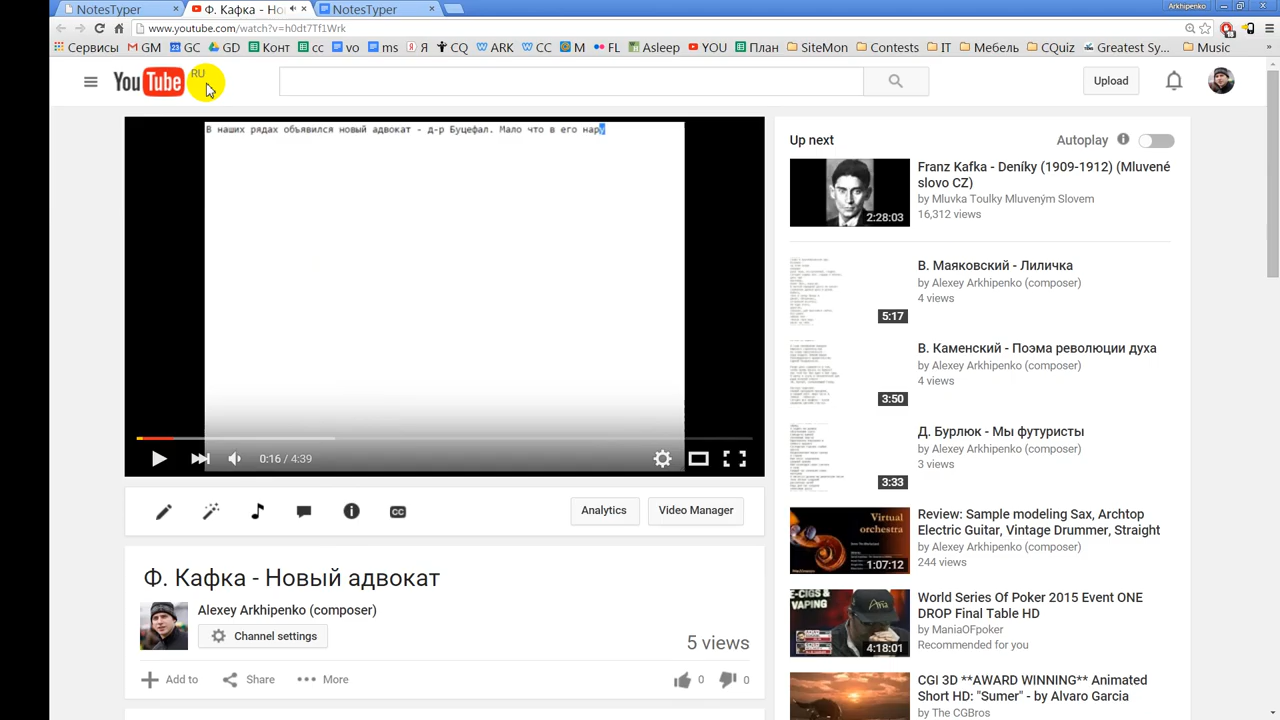 NotesTyper
Ф. Кафка - Но
NotesTyper
Arkhipenko
www.youtube.com/watch?v=h0dt7Tf1Wrk
Сервисы
GM
GC
GD
Конт
cc
vo
ms
Я
CQ
ARK
CC
M
FL
Asleep
YOU
План
SiteMon
Contests
IT
Мебель
CQuiz
Greatest Sy...
Music
YouTube RU
Upload
В наших рядах объявился новый адвокат - д-р Буцефал. Мало что в его нару
0:16 / 4:39
Analytics
Video Manager
Ф. Кафка - Новый адвокат
Alexey Arkhipenko (composer)
Channel settings
5 views
Add to
Share
More
0
0
Up next
Autoplay
Franz Kafka - Deníky (1909-1912) (Mluvené
slovo CZ)
by Mluvka Toulky Mluveným Slovem
16,312 views
2:28:03
В. Маяковский - Лиличка
by Alexey Arkhipenko (composer)
4 views
5:17
В. Каменский - Поэма революции духа
by Alexey Arkhipenko (composer)
4 views
3:50
Д. Бурлюк - Мы футуристы
by Alexey Arkhipenko (composer)
3 views
3:33
Review: Sample modeling Sax, Archtop
Electric Guitar, Vintage Drummer, Straight
by Alexey Arkhipenko (composer)
244 views
Virtual
orchestra
1:07:12
World Series Of Poker 2015 Event ONE
DROP Final Table HD
by ManiaOfpoker
Recommended for you
E-CIGS &
VAPING
4:18:01
CGI 3D **AWARD WINNING** Animated
Short HD: "Sumer" - by Alvaro Garcia
by The CGBros